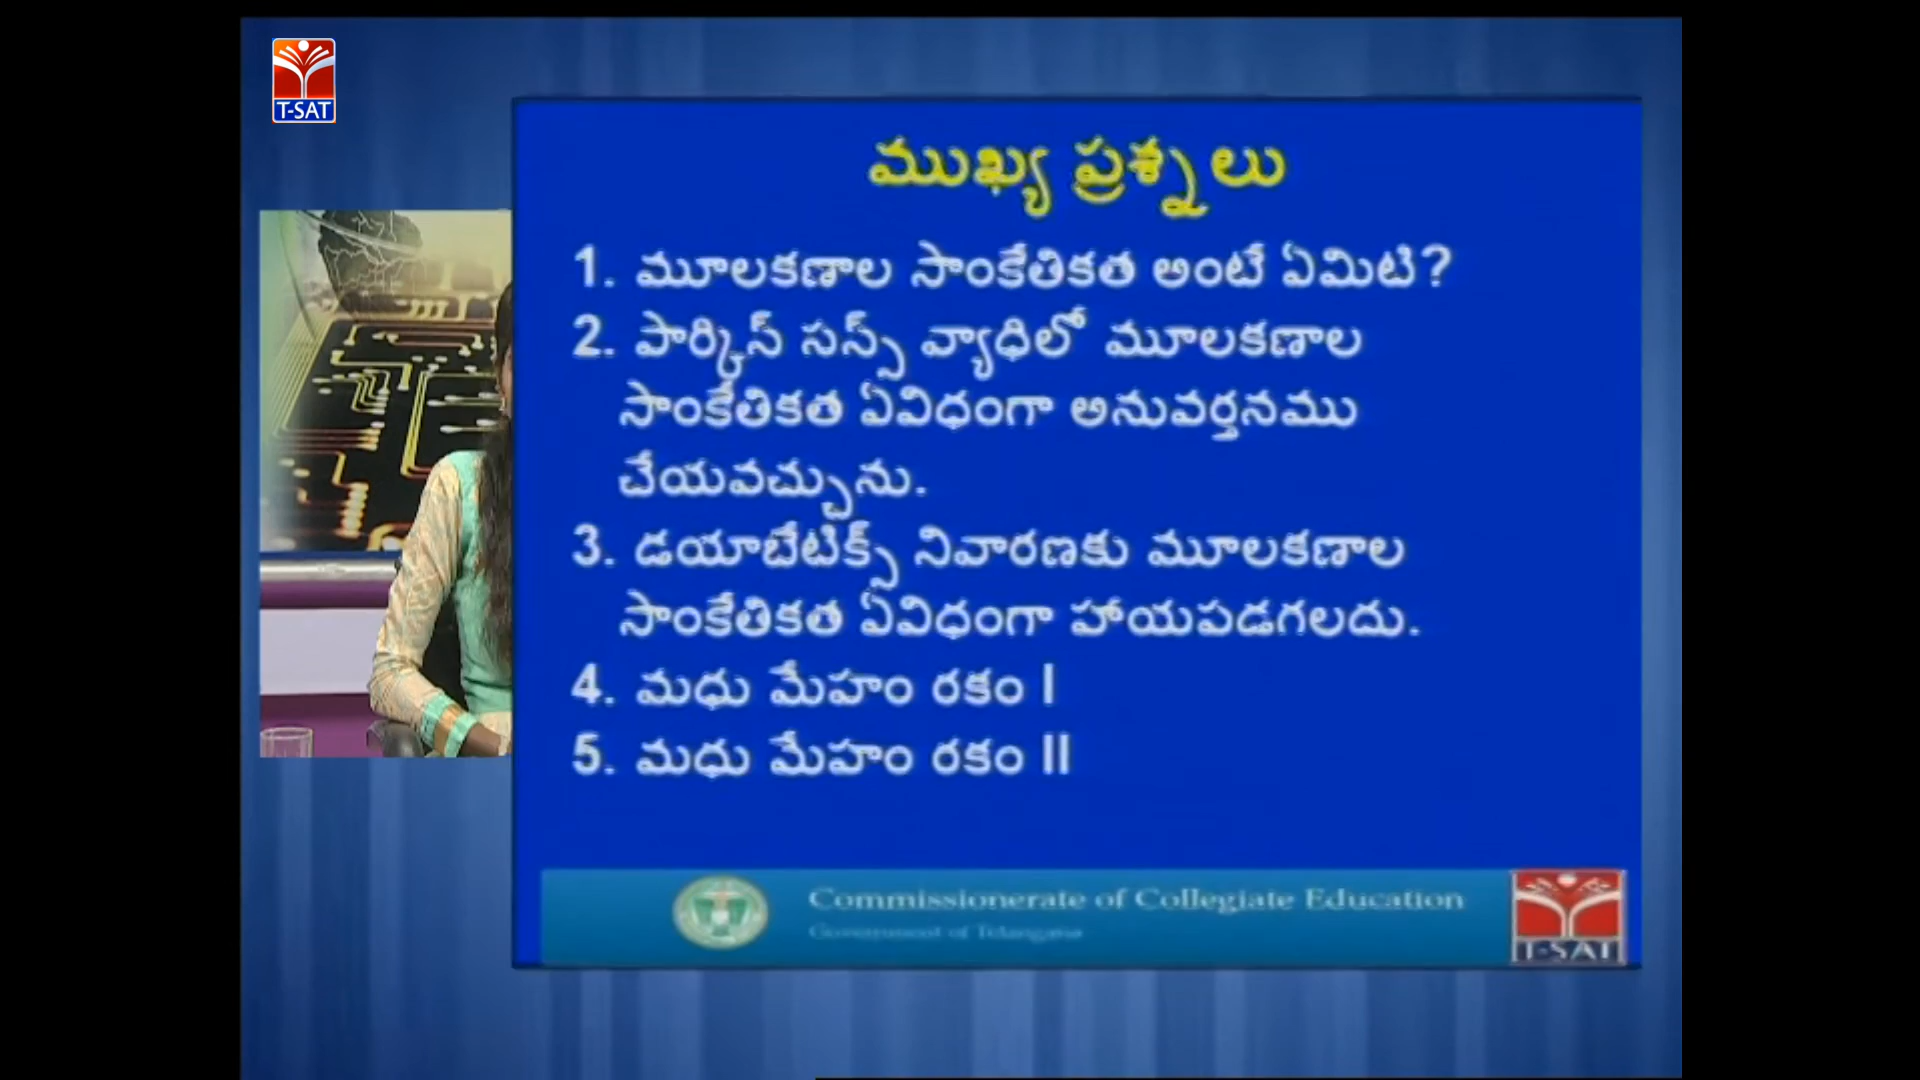 T-SAT
ముఖ్య ప్రశ్నలు
1. మూలకణాల సాంకేతికత అంటే ఏమిటి?
2. పార్కిన్ సన్స్ వ్యాధిలో మూలకణాల
సాంకేతికత ఏవిధంగా అనువర్తనము
చేయవచ్చును.
3. డయాబేటిక్స్ నివారణకు మూలకణాల
సాంకేతికత ఏవిధంగా హాయపడగలదు.
4. మధు మేహం రకం I
5. మధు మేహం రకం II
Commissionerate of Collegiate Education
Government of Telangana
T-SAT